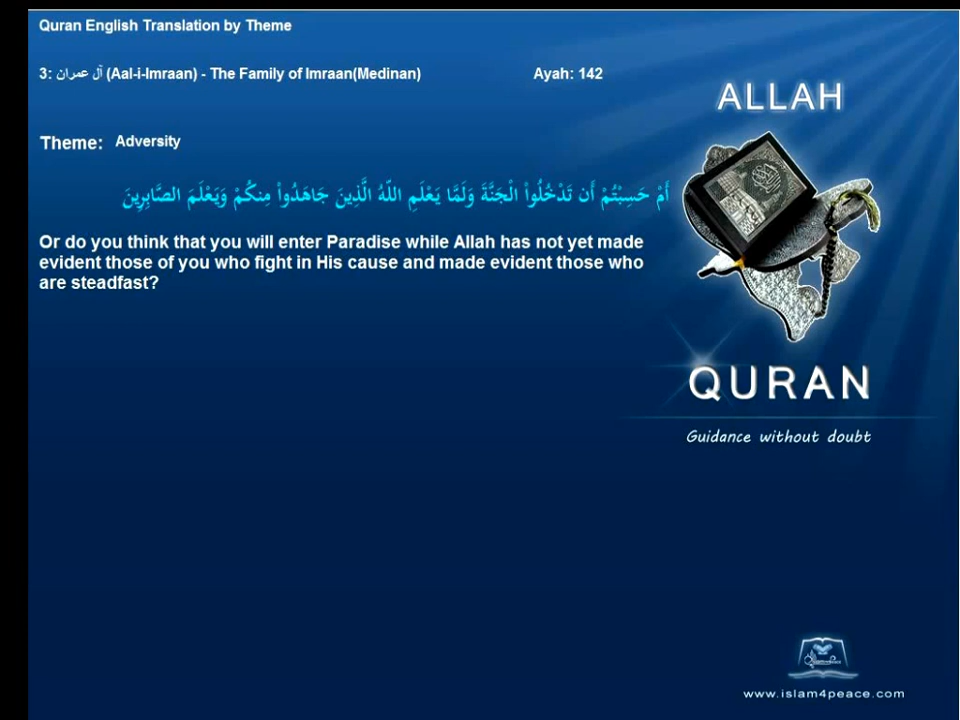 Quran English Translation by Theme
3: آل عمران (Aal-i-Imraan) - The Family of Imraan(Medinan) Ayah: 142
ALLAH
Theme: Adversity
أَمْ حَسِبْتُمْ أَن تَدْخُلُواْ الْجَنَّةَ وَلَمَّا يَعْلَمِ اللّهُ الَّذِينَ جَاهَدُواْ مِنكُمْ وَيَعْلَمَ الصَّابِرِينَ
Or do you think that you will enter Paradise while Allah has not yet made
evident those of you who fight in His cause and made evident those who
are steadfast?
QURAN
Guidance without doubt
www.islam4peace.com